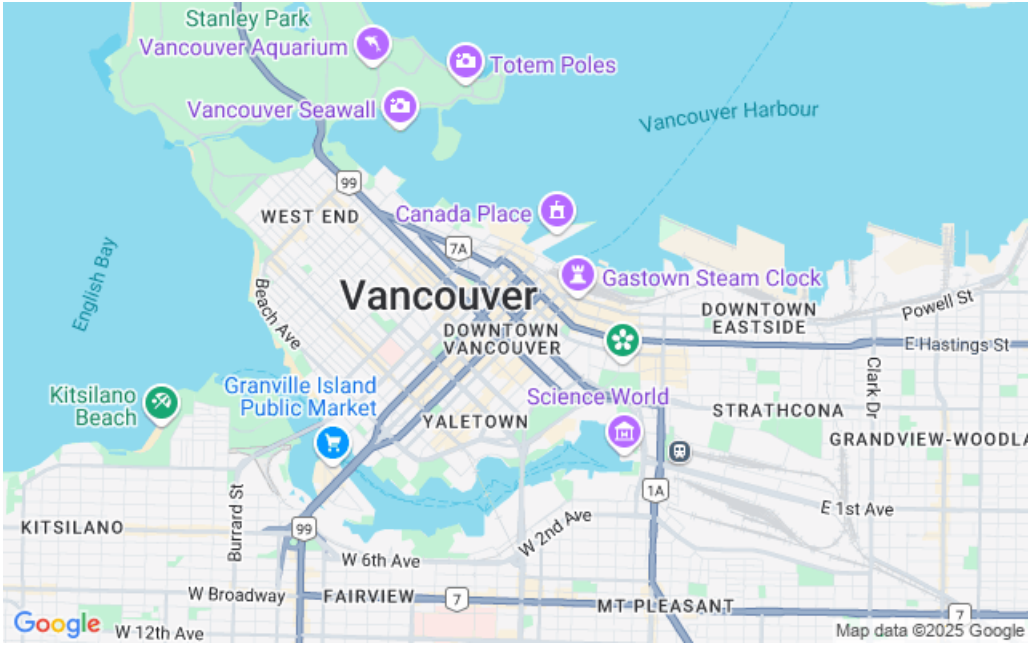 Stanley Park
Vancouver Aquarium
Totem Poles
Vancouver Seawall
Vancouver Harbour
99
WEST END
Canada Place
7A
English Bay
Beach Ave
Vancouver
Gastown Steam Clock
DOWNTOWN
VANCOUVER
DOWNTOWN
EASTSIDE
Powell St
E Hastings St
Clark Dr
Kitsilano
Beach
Granville Island
Public Market
Science World
YALETOWN
STRATHCONA
GRANDVIEW-WOODLA
1A
E 1st Ave
KITSILANO
Burrard St
99
W 2nd Ave
W 6th Ave
W Broadway
FAIRVIEW
7
MT PLEASANT
7
Google
W 12th Ave
Map data ©2025 Google